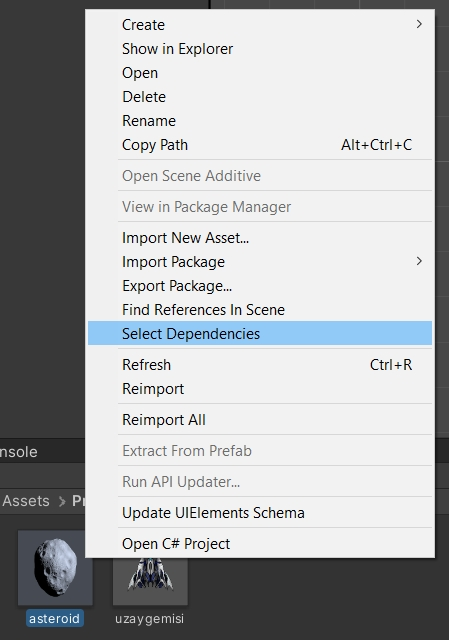 Create
Show in Explorer
Open
Delete
Rename
Copy Path Alt+Ctrl+C
Open Scene Additive
View in Package Manager
Import New Asset...
Import Package
Export Package...
Find References In Scene
Select Dependencies
Refresh Ctrl+R
Reimport
Reimport All
Extract From Prefab
Run API Updater...
Update UIElements Schema
Open C# Project
nsole
Assets > Pr
asteroid uzaygemisi